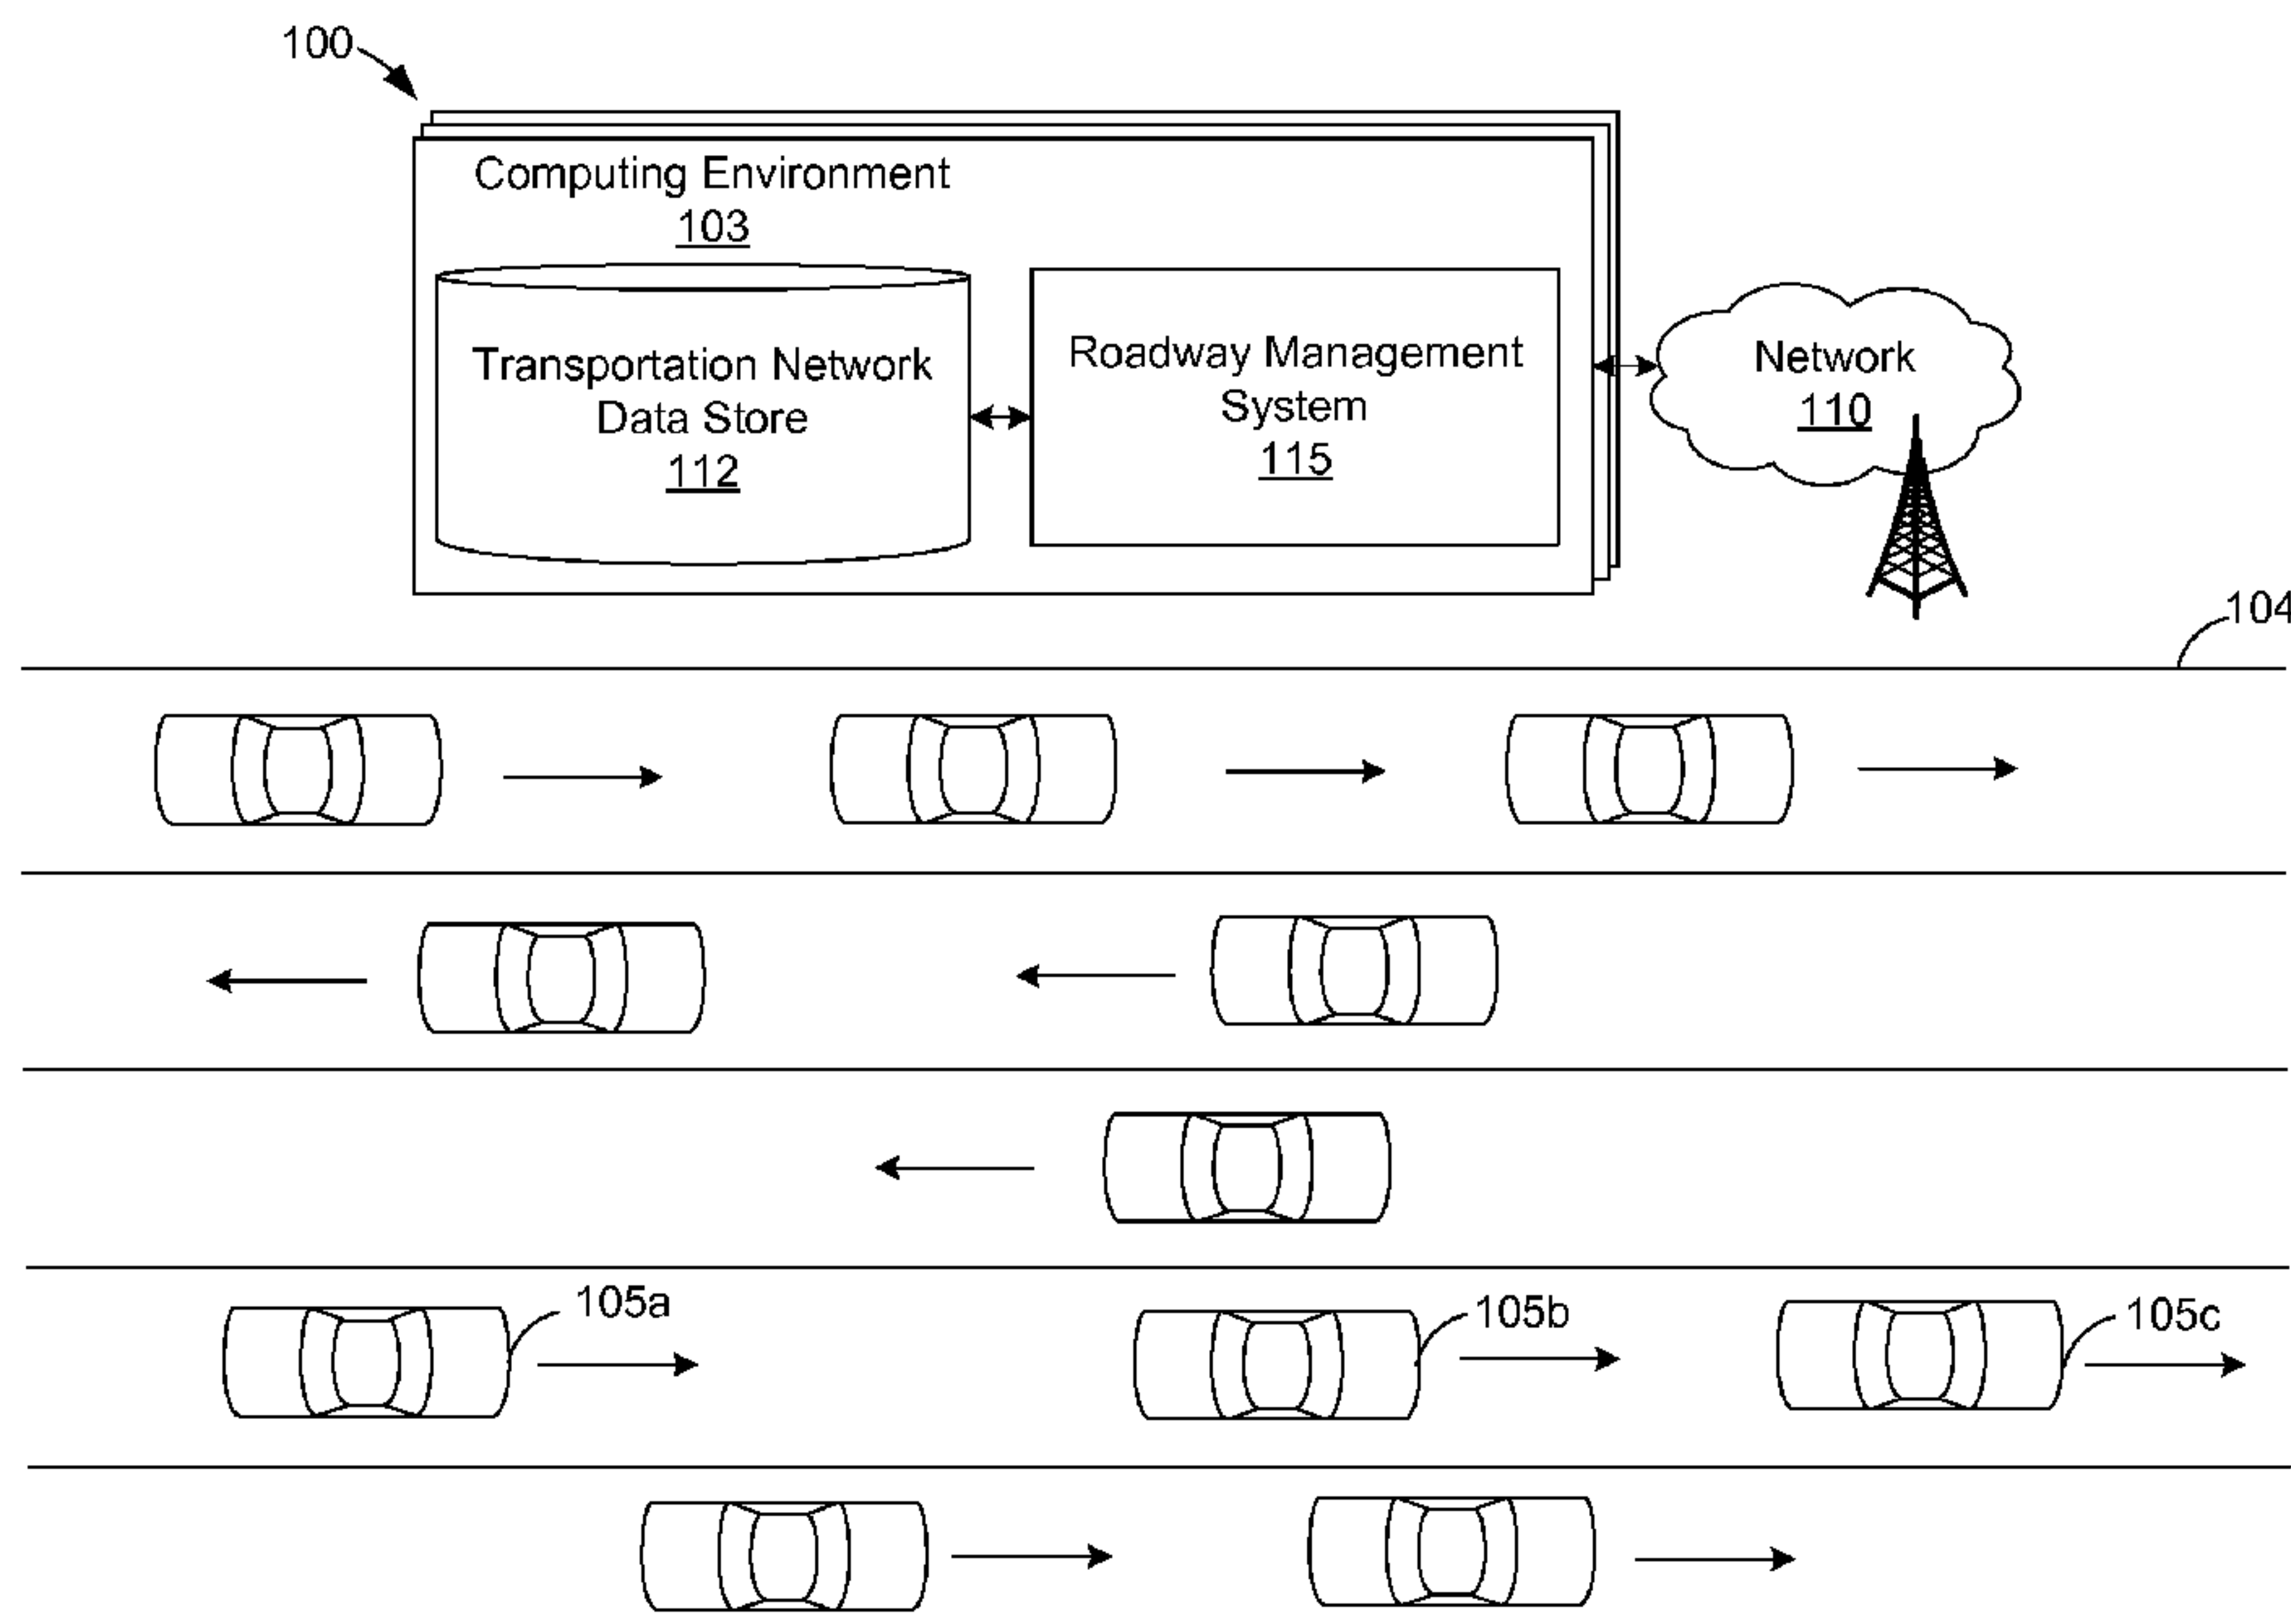 100
Computing Environment
103
Transportation Network
Data Store
112
Roadway Management
System
115
Network
110
104
105a
105b
105c